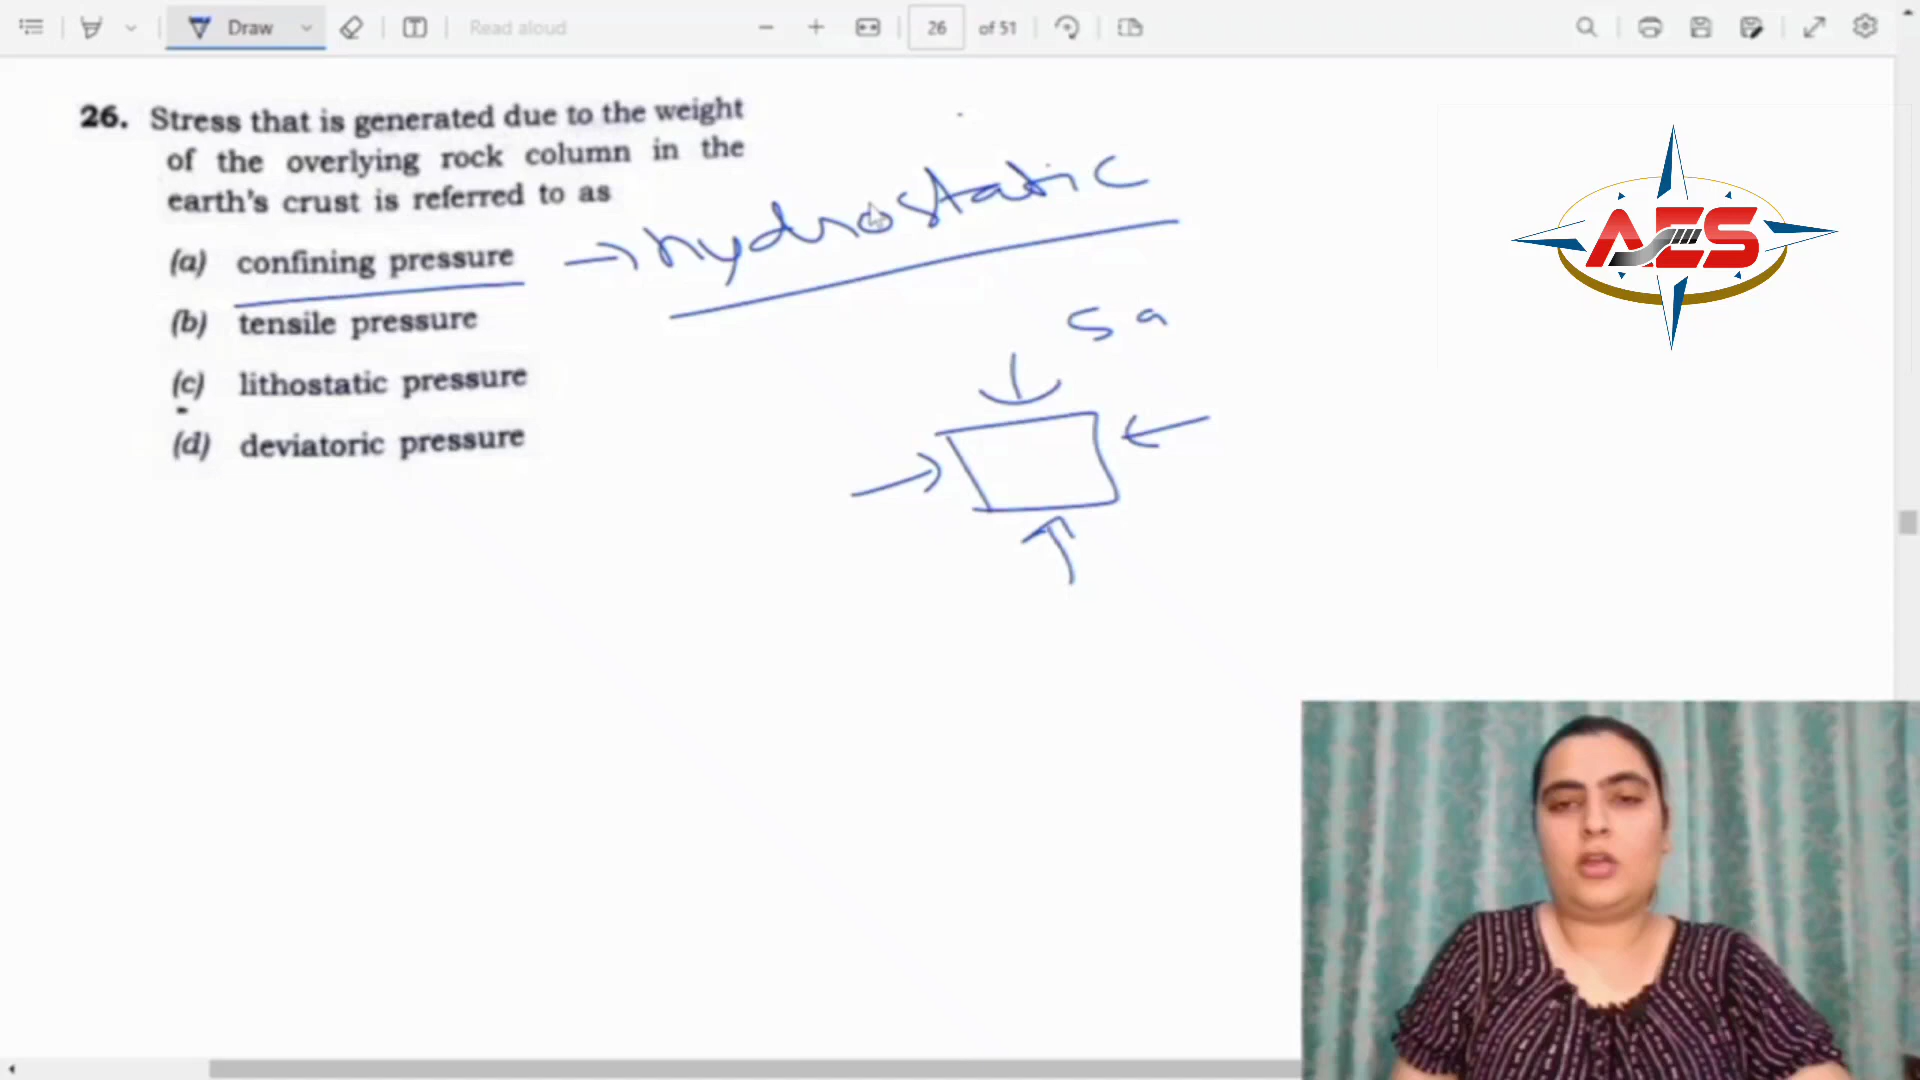 Draw
Read aloud
26 of 51
26. Stress that is generated due to the weight
of the overlying rock column in the
earth's crust is referred to as
(a) confining pressure → hydrostatic
(b) tensile pressure
(c) lithostatic pressure
(d) deviatoric pressure
Sa
AES